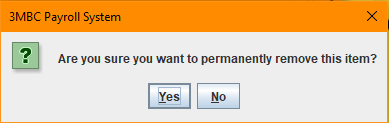 3MBC Payroll System
Are you sure you want to permanently remove this item?
Yes No